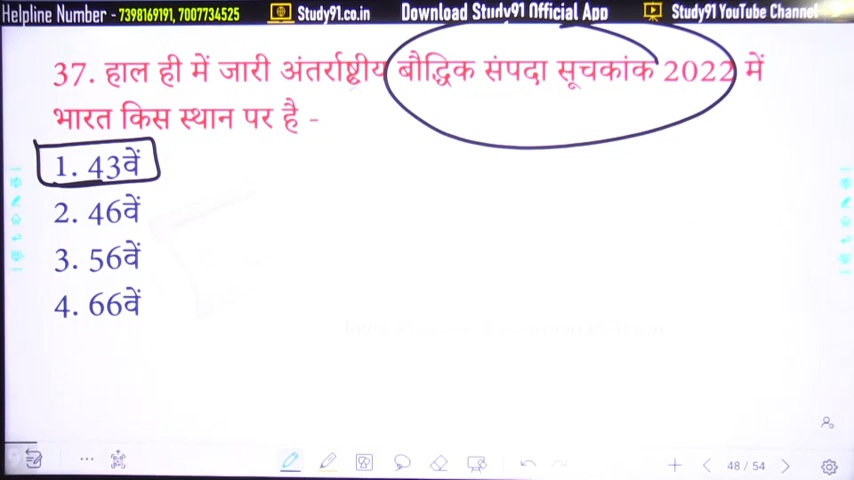 Helpline Number - 7398169191, 7007734525 Study91.co.in Download Study91 Official App Study91 YouTube Channel
37. हाल ही में जारी अंतर्राष्ट्रीय बौद्धिक संपदा सूचकांक 2022 में
भारत किस स्थान पर है -
1. 43वें
2. 46वें
3. 56वें
4. 66वें
48 / 54